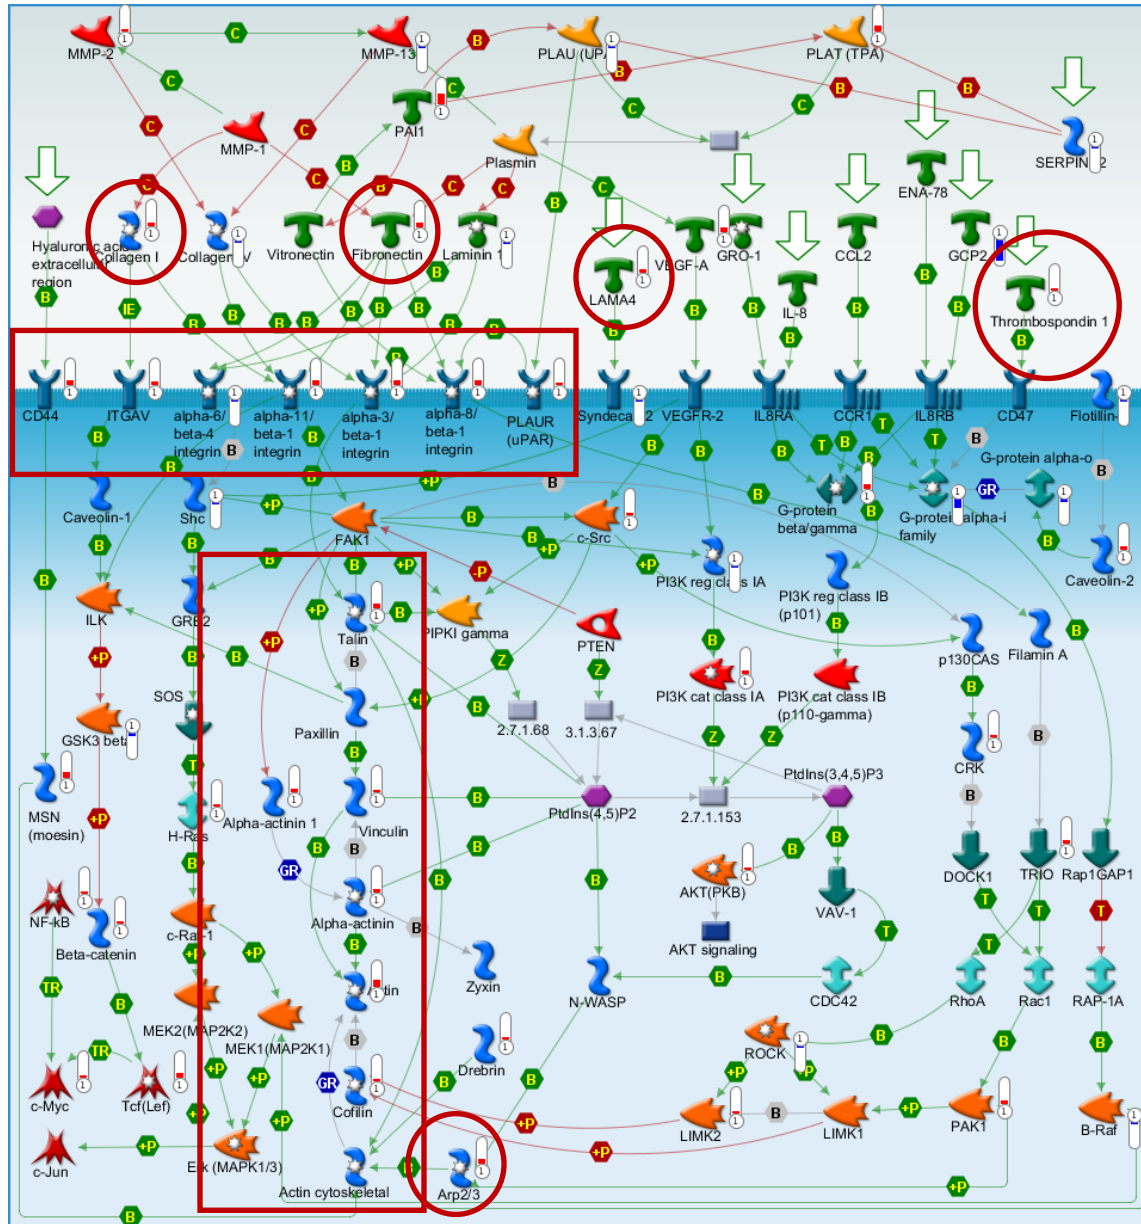 MMP-2
MMP-13
PLAU (UPA)
PLAT (TPA)
PAI1
MMP-1
Plasmin
SERPINE2
ENA-78
Hyaluronic acid
extracellular
region
Collagen I
Collagen IV
Vitronectin
Fibronectin
Laminin 1
LAMA4
VEGF-A
GRO-1
IL-8
CCL2
GCP2
Thrombospondin 1
CD44
ITGAV
alpha-6/
beta-4
integrin
alpha-11/
beta-1
integrin
alpha-3/
beta-1
integrin
alpha-8/
beta-1
integrin
PLAUR
(uPAR)
Syndecan-2
VEGFR-2
IL8RA
CCR1
IL8RB
CD47
Flotillin-
Caveolin-1
Shc
FAK1
c-Src
G-protein
beta/gamma
G-protein alpha-i
family
G-protein alpha-o
Caveolin-2
ILK
GRB2
Talin
PIPKI gamma
PTEN
PI3K reg class IA
PI3K reg class IB
(p101)
p130CAS
Filamin A
SOS
GSK3 beta
Paxillin
2.7.1.68
3.1.3.67
PI3K cat class IA
PI3K cat class IB
(p110-gamma)
CRK
MSN
(moesin)
H-Ras
Alpha-actinin 1
Vinculin
PtdIns(4,5)P2
2.7.1.153
PtdIns(3,4,5)P3
DOCK1
TRIO
Rap1GAP1
NF-kB
Beta-catenin
c-Raf-1
Alpha-actinin
Zyxin
AKT(PKB)
AKT signaling
VAV-1
N-WASP
CDC42
RhoA
Rac1
RAP-1A
MEK2(MAP2K2)
MEK1(MAP2K1)
Actin
Drebrin
ROCK
c-Myc
Tcf(Lef)
Cofilin
LIMK2
LIMK1
PAK1
B-Raf
c-Jun
Erk (MAPK1/3)
Actin cytoskeletal
Arp2/3